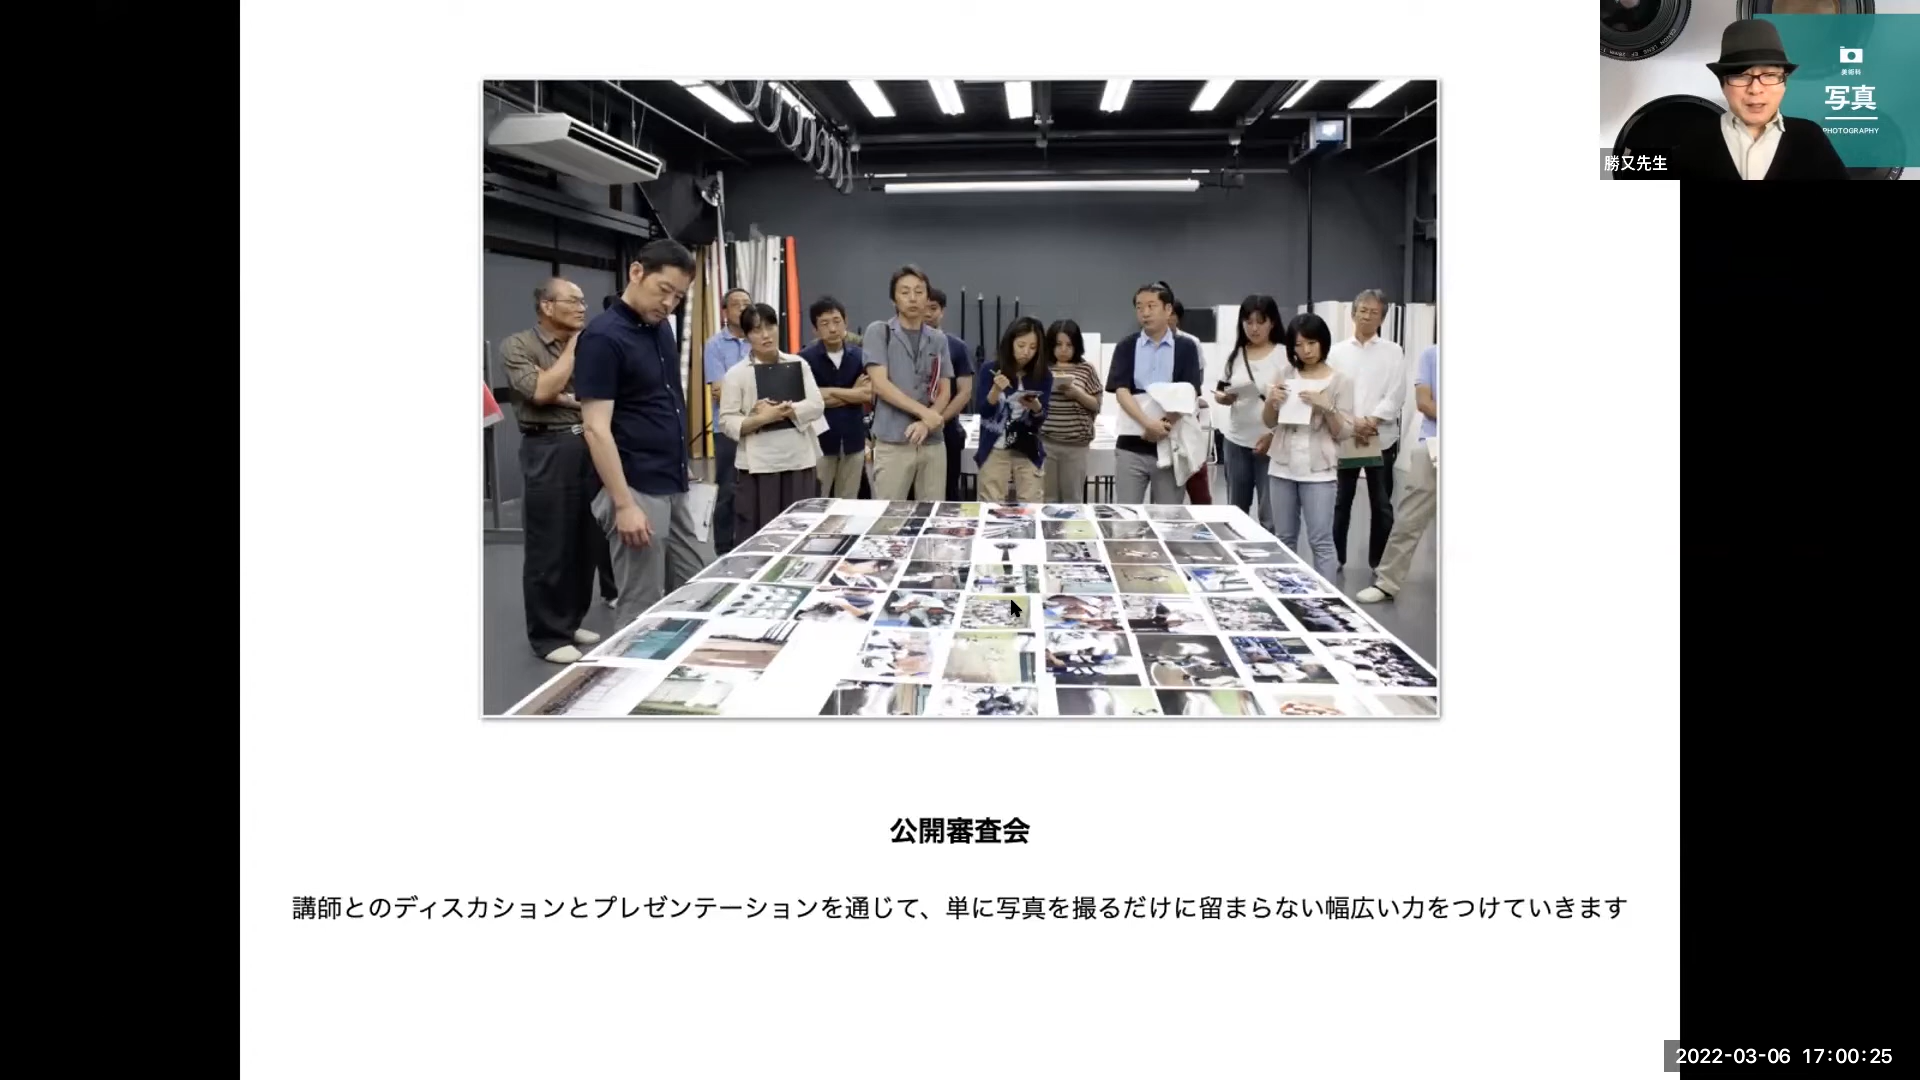 美術科
写真
PHOTOGRAPHY
勝又先生
公開審査会
講師とのディスカションとプレゼンテーションを通じて、単に写真を撮るだけに留まらない幅広い力をつけていきます
2022-03-06 17:00:25